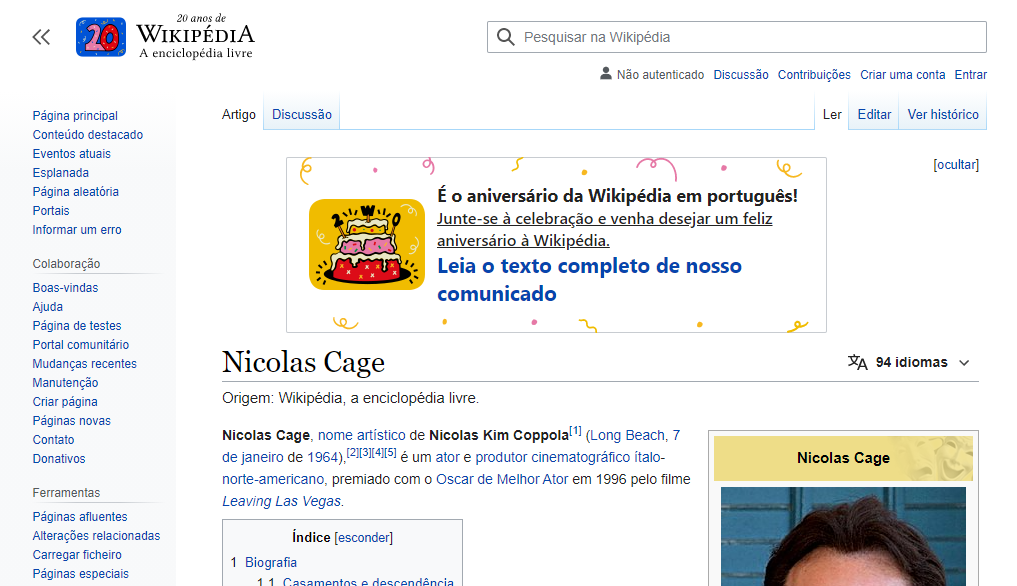 20 anos de
WIKIPÉDIA
A enciclopédia livre
Pesquisar na Wikipédia
Não autenticado Discussão Contribuições Criar uma conta Entrar
Artigo Discussão Ler Editar Ver histórico
Página principal
Conteúdo destacado
Eventos atuais
Esplanada
Página aleatória
Portais
Informar um erro
Colaboração
Boas-vindas
Ajuda
Página de testes
Portal comunitário
Mudanças recentes
Manutenção
Criar página
Páginas novas
Contato
Donativos
Ferramentas
Páginas afluentes
Alterações relacionadas
Carregar ficheiro
Páginas especiais
[ocultar]
2 W 0
É o aniversário da Wikipédia em português!
Junte-se à celebração e venha desejar um feliz
aniversário à Wikipédia.
Leia o texto completo de nosso
comunicado
Nicolas Cage 94 idiomas
Origem: Wikipédia, a enciclopédia livre.
Nicolas Cage, nome artístico de Nicolas Kim Coppola[1] (Long Beach, 7
de janeiro de 1964),[2][3][4][5] é um ator e produtor cinematográfico ítalo-
norte-americano, premiado com o Oscar de Melhor Ator em 1996 pelo filme
Leaving Las Vegas.
Índice [esconder]
1 Biografia
1.1 Casamentos e descendência
Nicolas Cage